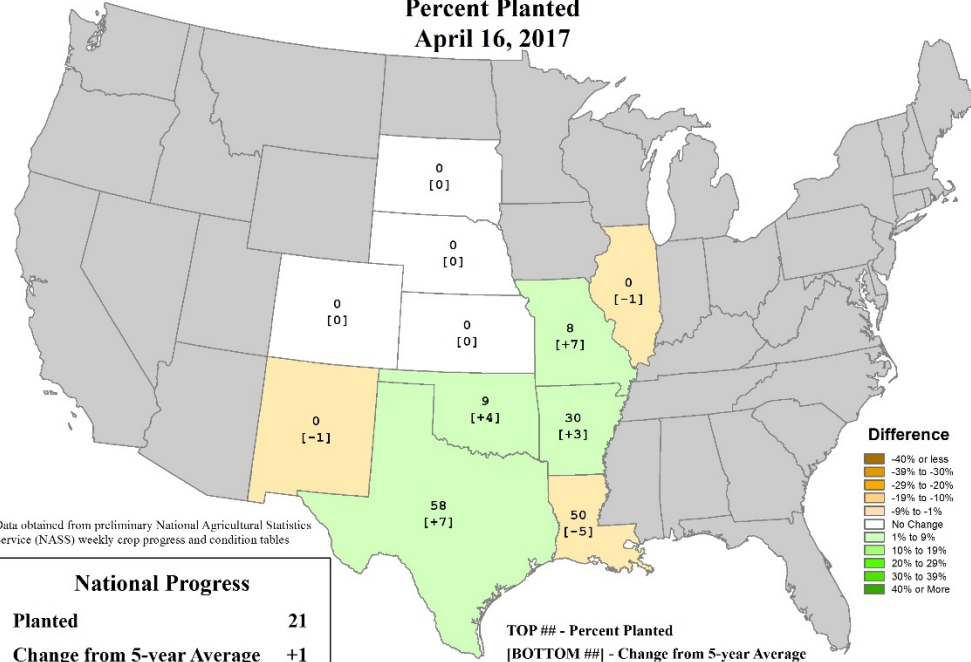 Percent Planted
April 16, 2017
0
[0]
0
[0]
0
[0]
0
[0]
0
[-1]
8
[+7]
0
[-1]
9
[+4]
30
[+3]
58
[+7]
50
[-5]
Difference
-40% or less
-39% to -30%
-29% to -20%
-19% to -10%
-9% to -1%
No Change
1% to 9%
10% to 19%
20% to 29%
30% to 39%
40% or More
Data obtained from preliminary National Agricultural Statistics
Service (NASS) weekly crop progress and condition tables
National Progress
Planted 21
Change from 5-year Average +1
TOP ## - Percent Planted
[BOTTOM ##] - Change from 5-year Average